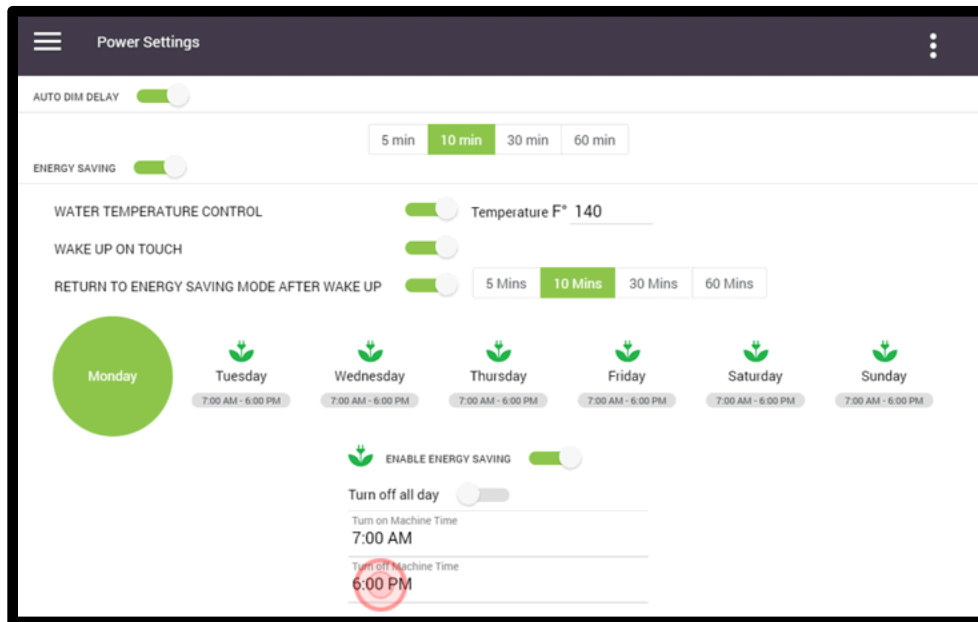 Power Settings
AUTO DIM DELAY
5 min 10 min 30 min 60 min
ENERGY SAVING
WATER TEMPERATURE CONTROL Temperature F° 140
WAKE UP ON TOUCH
RETURN TO ENERGY SAVING MODE AFTER WAKE UP 5 Mins 10 Mins 30 Mins 60 Mins
Monday Tuesday Wednesday Thursday Friday Saturday Sunday
7:00 AM - 6:00 PM 7:00 AM - 6:00 PM 7:00 AM - 6:00 PM 7:00 AM - 6:00 PM 7:00 AM - 6:00 PM 7:00 AM - 6:00 PM
ENABLE ENERGY SAVING
Turn off all day
Turn on Machine Time
7:00 AM
Turn off Machine Time
6:00 PM